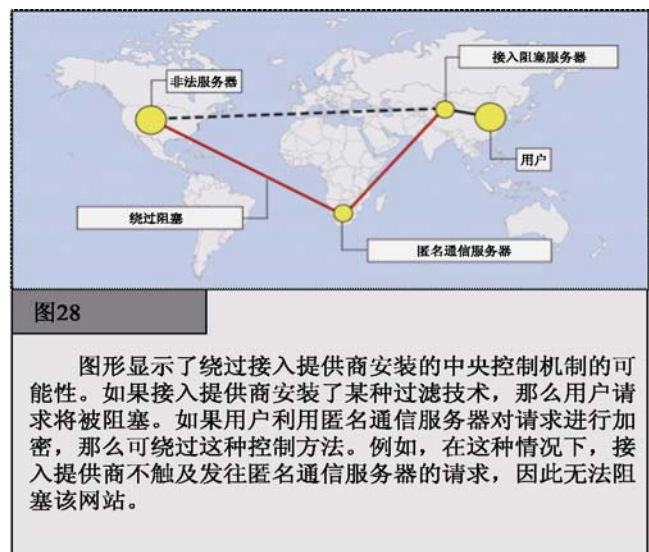 接入阻塞服务器
非法服务器
用户
绕过阻塞
匿名通信服务器
图28
图形显示了绕过接入提供商安装的中央控制机制的可
能性。如果接入提供商安装了某种过滤技术，那么用户请
求将被阻塞。如果用户利用匿名通信服务器对请求进行加
密，那么可绕过这种控制方法。例如，在这种情况下，接
入提供商不触及发往匿名通信服务器的请求，因此无法阻
塞该网站。